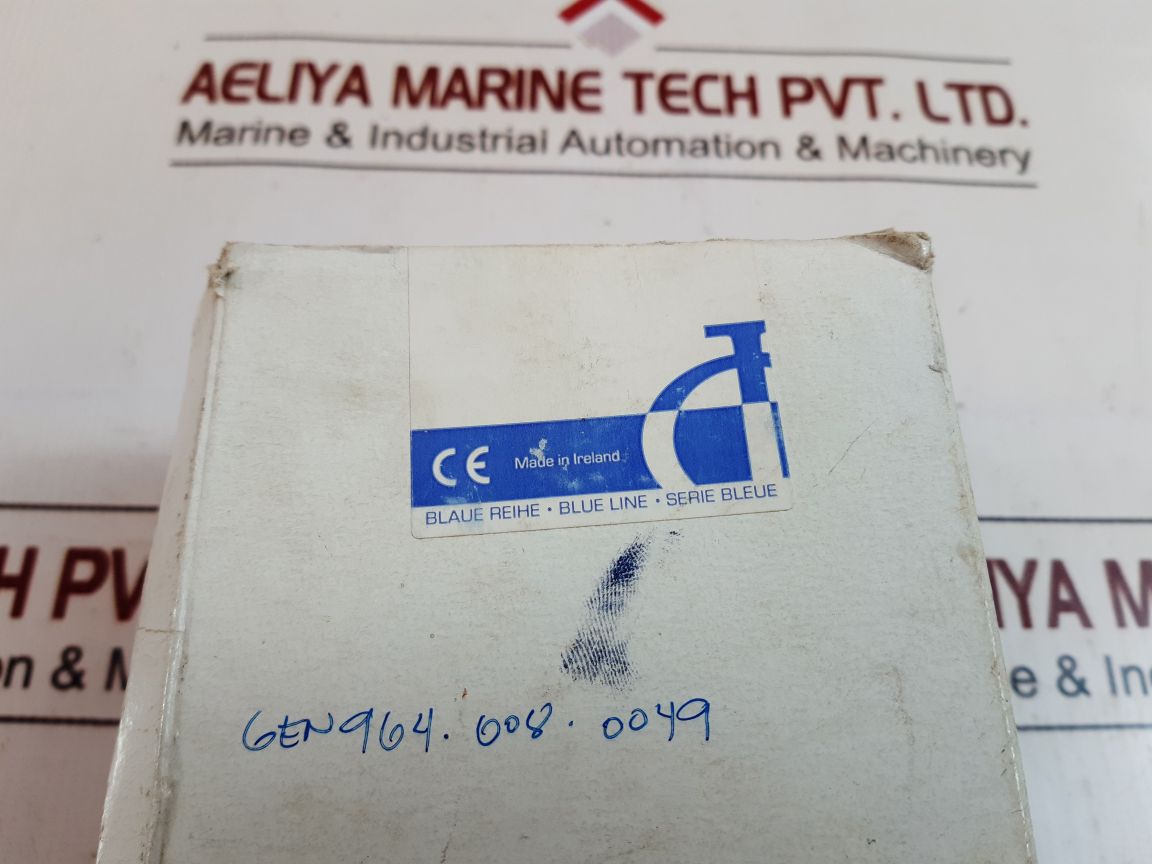 AELIYA MARINE TECH PVT. LTD.
Marine & Industrial Automation & Machinery
CE Made in Ireland
BLAUE REIHE • BLUE LINE • SERIE BLEUE
H PV
IYA M
on & M
e & In
GEN964.008.0049